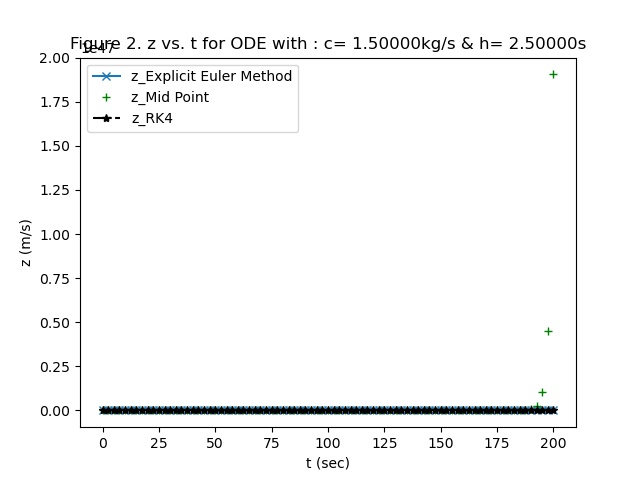 Figure 2. z vs. t for ODE with : c= 1.50000kg/s & h= 2.50000s
1e47
2.00
1.75
1.50
1.25
1.00
0.75
0.50
0.25
0.00
z (m/s)
z_Explicit Euler Method
z_Mid Point
z_RK4
0 25 50 75 100 125 150 175 200
t (sec)